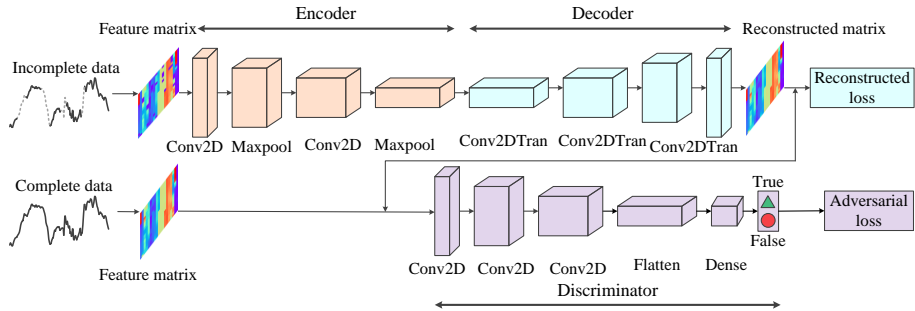 Encoder
Decoder
Feature matrix
Reconstructed matrix
Incomplete data
Reconstructed
loss
Conv2D
Maxpool
Conv2D
Maxpool
Conv2DTran
Conv2DTran
Conv2DTran
Complete data
True
Adversarial
loss
False
Feature matrix
Conv2D
Conv2D
Conv2D
Flatten
Dense
Discriminator